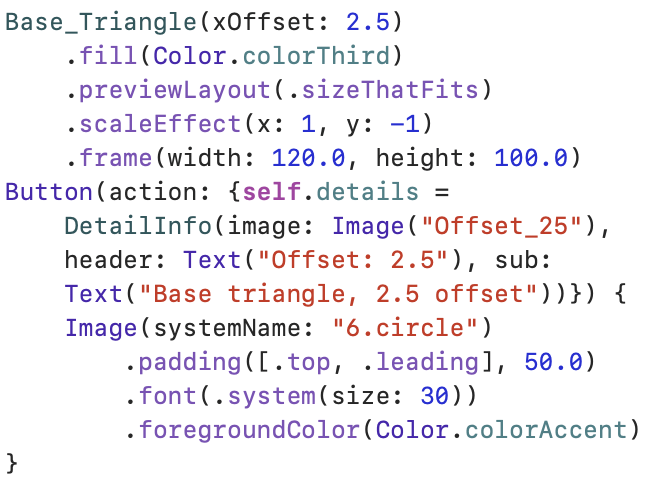 Base_Triangle(xOffset: 2.5)
    .fill(Color.colorThird)
    .previewLayout(.sizeThatFits)
    .scaleEffect(x: 1, y: -1)
    .frame(width: 120.0, height: 100.0)
Button(action: {self.details =
    DetailInfo(image: Image("Offset_25"),
    header: Text("Offset: 2.5"), sub:
    Text("Base triangle, 2.5 offset"))}) {
    Image(systemName: "6.circle")
        .padding([.top, .leading], 50.0)
        .font(.system(size: 30))
        .foregroundColor(Color.colorAccent)
}